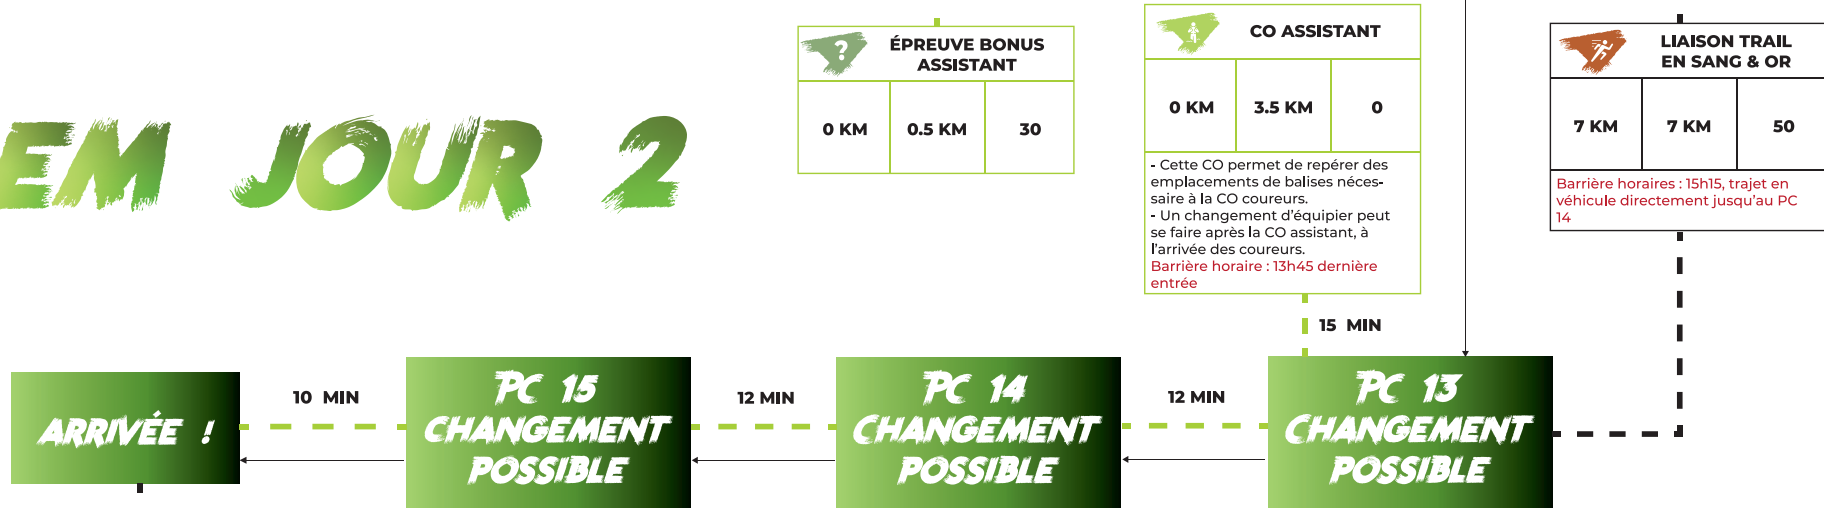 EM JOUR 2
?
ÉPREUVE BONUS
ASSISTANT
0 KM
0.5 KM
30
CO ASSISTANT
0 KM
3.5 KM
0
- Cette CO permet de repérer des
emplacements de balises néces-
saire à la CO coureurs.
- Un changement d'équipier peut
se faire après la CO assistant, à
l'arrivée des coureurs.
Barrière horaire : 13h45 dernière
entrée
LIAISON TRAIL
EN SANG & OR
7 KM
7 KM
50
Barrière horaires : 15h15, trajet en
véhicule directement jusqu'au PC
14
15 MIN
ARRIVÉE !
10 MIN
PC 15
CHANGEMENT
POSSIBLE
12 MIN
PC 14
CHANGEMENT
POSSIBLE
12 MIN
PC 13
CHANGEMENT
POSSIBLE